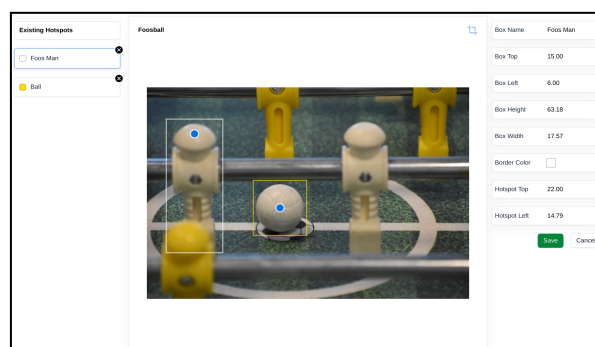 Existing Hotspots
Foos Man
Ball
Foosball
Box Name Foos Man
Box Top 15.00
Box Left 6.00
Box Height 63.18
Box Width 17.57
Border Color
Hotspot Top 22.00
Hotspot Left 14.79
Save Cancel